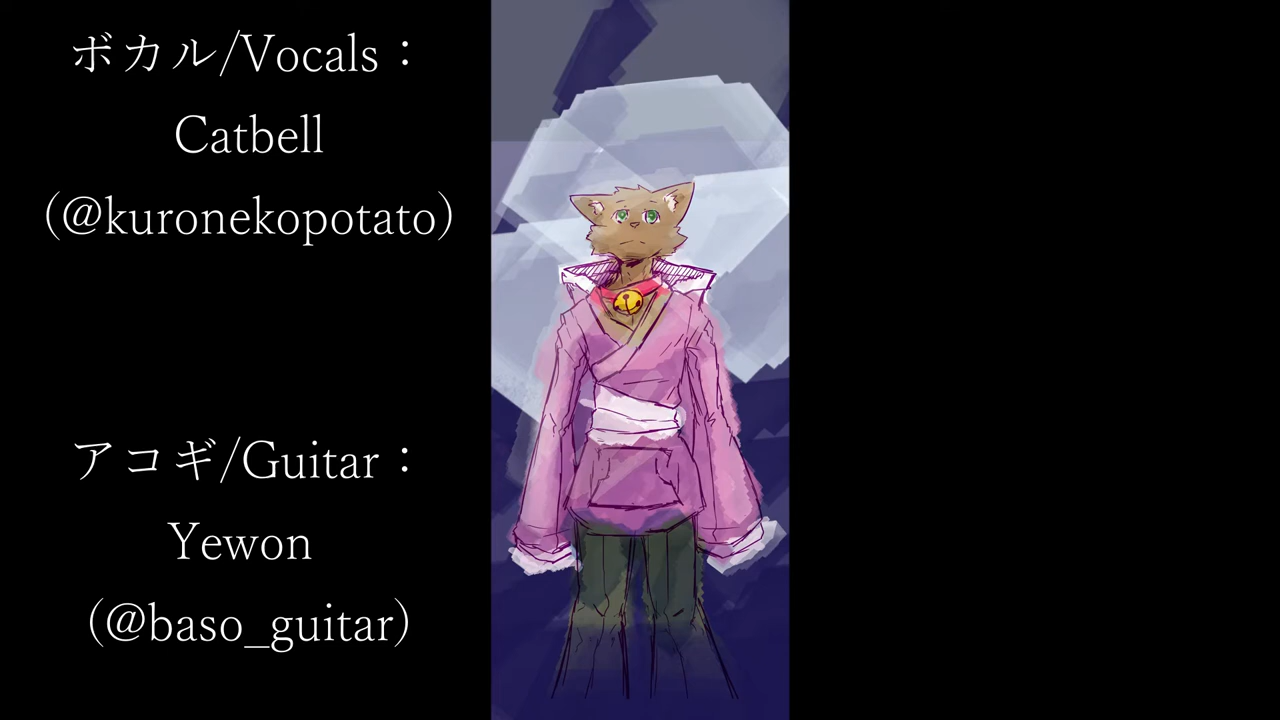 ボカル/Vocals：
Catbell
(@kuronekopotato)
アコギ/Guitar：
Yewon
(@baso_guitar)